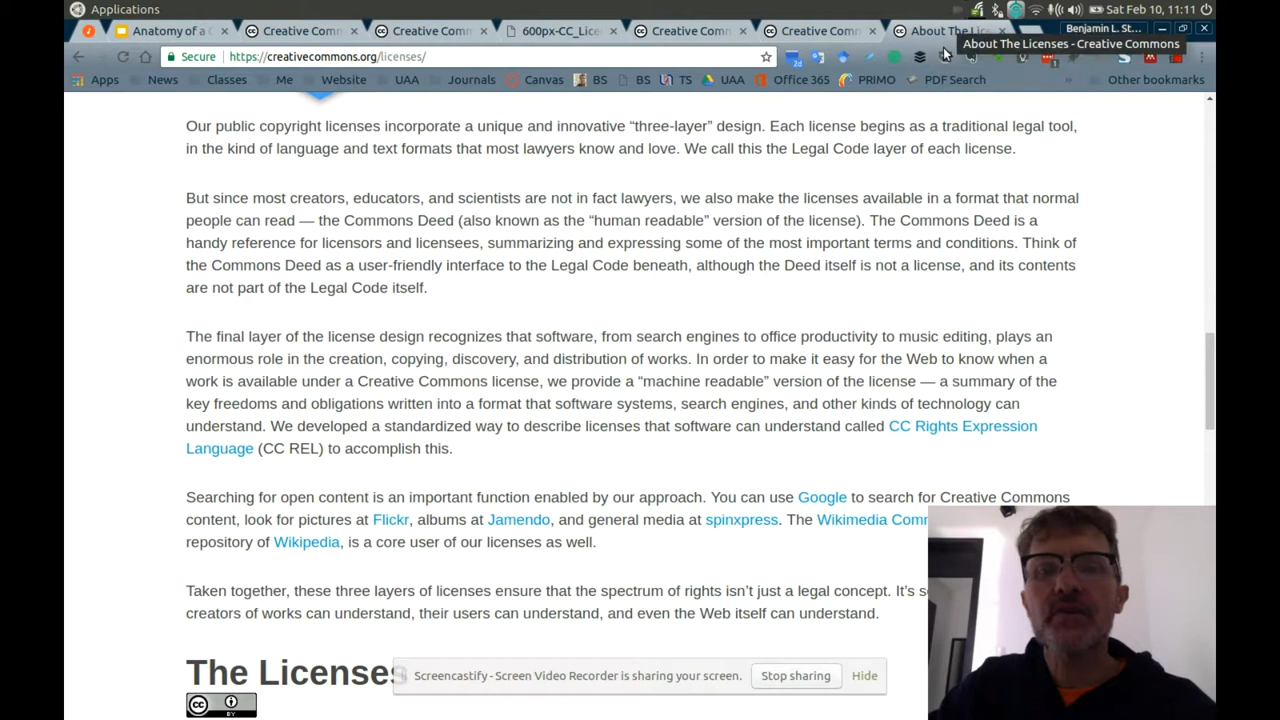 Applications
Sat Feb 10, 11:11
Anatomy of a C
Creative Comm
Creative Comm
600px-CC_Lice
Creative Comm
Creative Comm
About The Lic
Benjamin L. St...
About The Licenses - Creative Commons
Secure
https://creativecommons.org/licenses/
Apps News Classes Me Website UAA Journals Canvas BS BS TS UAA Office 365 PRIMO PDF Search » Other bookmarks
Our public copyright licenses incorporate a unique and innovative “three-layer” design. Each license begins as a traditional legal tool,
in the kind of language and text formats that most lawyers know and love. We call this the Legal Code layer of each license.
But since most creators, educators, and scientists are not in fact lawyers, we also make the licenses available in a format that normal
people can read — the Commons Deed (also known as the “human readable” version of the license). The Commons Deed is a
handy reference for licensors and licensees, summarizing and expressing some of the most important terms and conditions. Think of
the Commons Deed as a user-friendly interface to the Legal Code beneath, although the Deed itself is not a license, and its contents
are not part of the Legal Code itself.
The final layer of the license design recognizes that software, from search engines to office productivity to music editing, plays an
enormous role in the creation, copying, discovery, and distribution of works. In order to make it easy for the Web to know when a
work is available under a Creative Commons license, we provide a “machine readable” version of the license — a summary of the
key freedoms and obligations written into a format that software systems, search engines, and other kinds of technology can
understand. We developed a standardized way to describe licenses that software can understand called CC Rights Expression
Language (CC REL) to accomplish this.
Searching for open content is an important function enabled by our approach. You can use Google to search for Creative Commons
content, look for pictures at Flickr, albums at Jamendo, and general media at spinxpress. The Wikimedia Comm
repository of Wikipedia, is a core user of our licenses as well.
Taken together, these three layers of licenses ensure that the spectrum of rights isn’t just a legal concept. It’s s
creators of works can understand, their users can understand, and even the Web itself can understand.
The Licenses
Screencastify - Screen Video Recorder is sharing your screen. Stop sharing Hide
cc BY